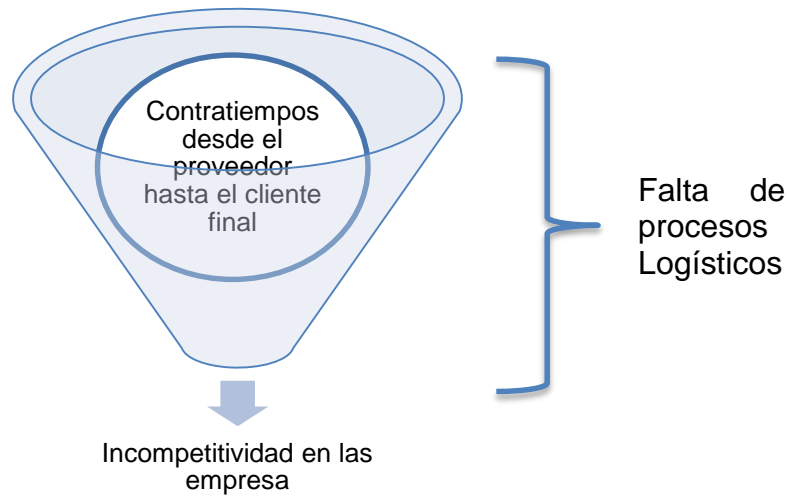 Contratiempos
desde el
proveedor
hasta el cliente
final
Falta de
procesos
Logísticos
Incompetitividad en las
empresa